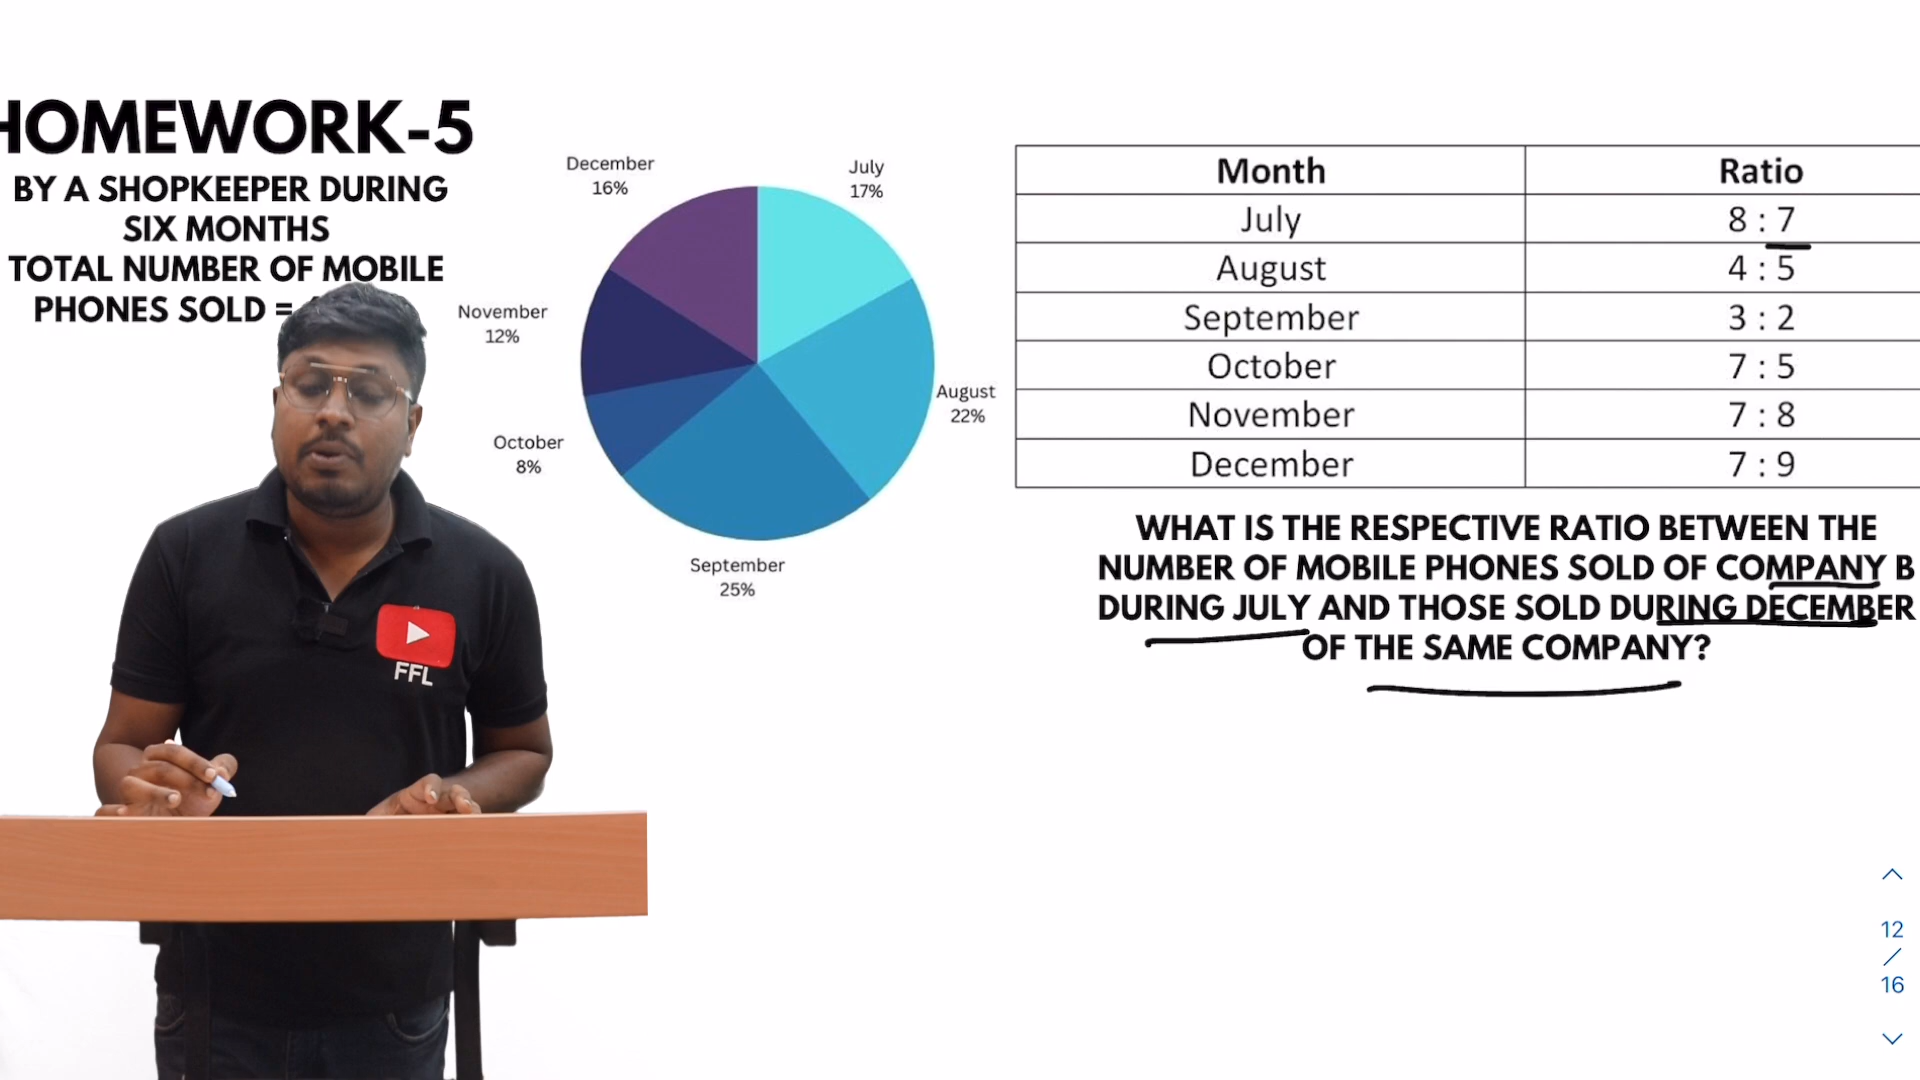 HOMEWORK-5
BY A SHOPKEEPER DURING
SIX MONTHS
TOTAL NUMBER OF MOBILE
PHONES SOLD =
December
16%
July
17%
November
12%
August
22%
October
8%
September
25%
Month Ratio
July 8 : 7
August 4 : 5
September 3 : 2
October 7 : 5
November 7 : 8
December 7 : 9
WHAT IS THE RESPECTIVE RATIO BETWEEN THE
NUMBER OF MOBILE PHONES SOLD OF COMPANY B
DURING JULY AND THOSE SOLD DURING DECEMBER
OF THE SAME COMPANY?
FFL
12
/
16